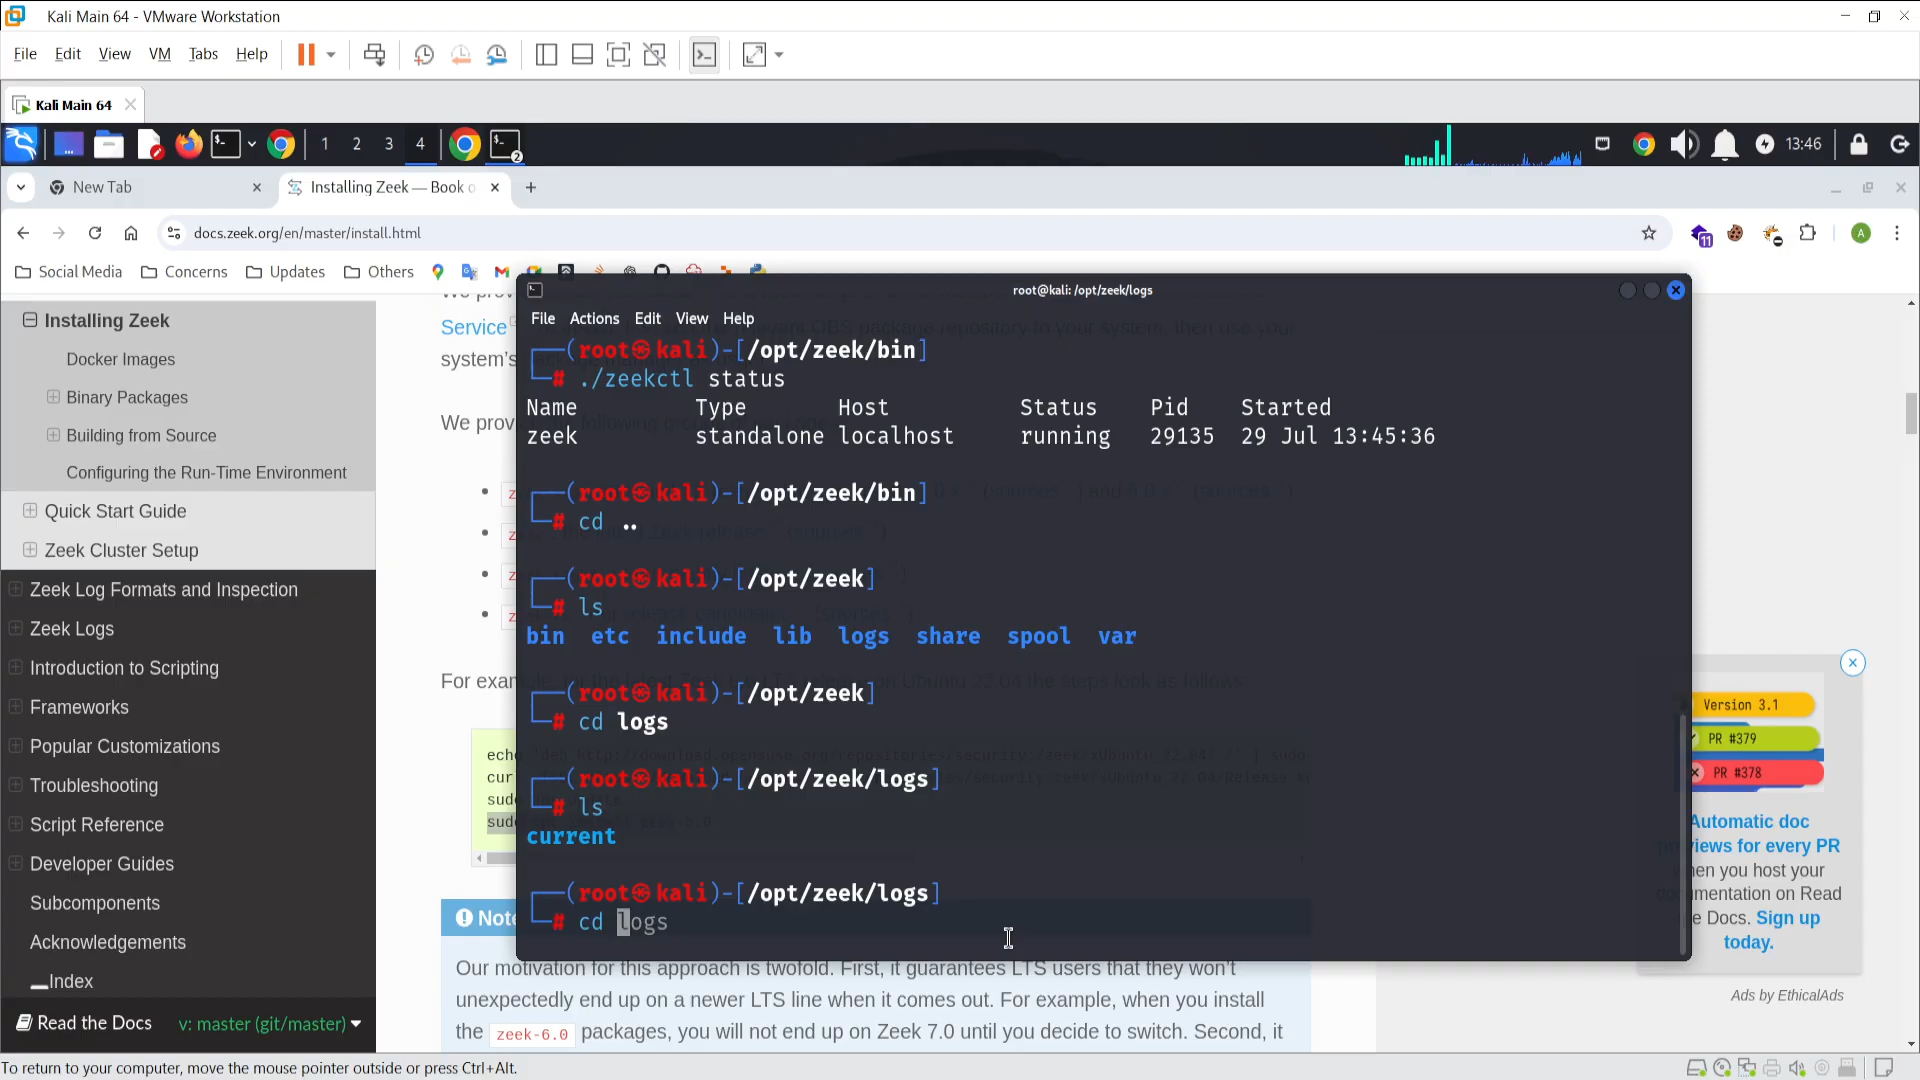 Kali Main 64 - VMware Workstation
File Edit View VM Tabs Help
Kali Main 64
1 2 3 4
2
13:46
New Tab
Installing Zeek — Book o
docs.zeek.org/en/master/install.html
11
A
Social Media
Concerns
Updates
Others
Installing Zeek
Docker Images
Binary Packages
Building from Source
Configuring the Run-Time Environment
Quick Start Guide
Zeek Cluster Setup
Zeek Log Formats and Inspection
Zeek Logs
Introduction to Scripting
Frameworks
Popular Customizations
Troubleshooting
Script Reference
Developer Guides
Subcomponents
Acknowledgements
Index
Read the Docs v: master (git/master)
Service
system's
We prov
For exam
root@kali: /opt/zeek/logs
File Actions Edit View Help
(root㉿kali)-[/opt/zeek/bin]
# ./zeekctl status
Name Type Host Status Pid Started
zeek standalone localhost running 29135 29 Jul 13:45:36
(root㉿kali)-[/opt/zeek/bin]
# cd ..
(root㉿kali)-[/opt/zeek]
# ls
bin etc include lib logs share spool var
(root㉿kali)-[/opt/zeek]
# cd logs
(root㉿kali)-[/opt/zeek/logs]
# ls
current
(root㉿kali)-[/opt/zeek/logs]
# cd logs
Note
Our motivation for this approach is twofold. First, it guarantees LTS users that they won't
unexpectedly end up on a newer LTS line when it comes out. For example, when you install
the zeek-6.0 packages, you will not end up on Zeek 7.0 until you decide to switch. Second, it
Version 3.1
PR #379
PR #378
Automatic doc
views for every PR
hen you host your
documentation on Read
e Docs. Sign up
today.
Ads by EthicalAds
To return to your computer, move the mouse pointer outside or press Ctrl+Alt.